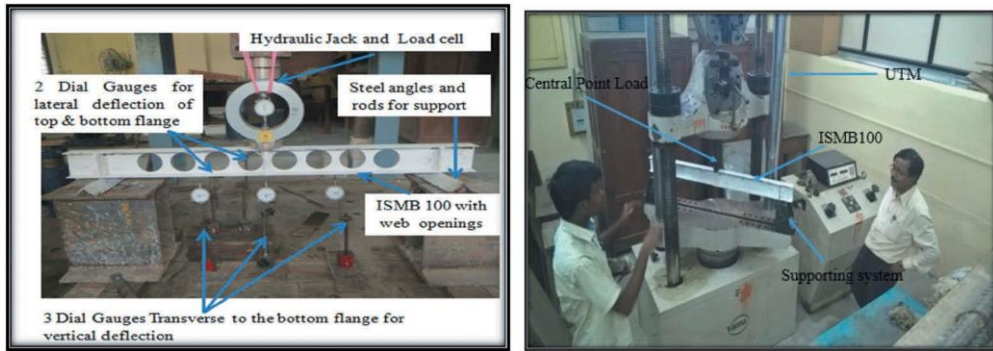 Hydraulic Jack and Load cell
2 Dial Gauges for
lateral deflection of
top & bottom flange
Steel angles and
rods for support
ISMB 100 with
web openings
3 Dial Gauges Transverse to the bottom flange for
vertical deflection
Central Point Load
UTM
ISMB100
Supporting system